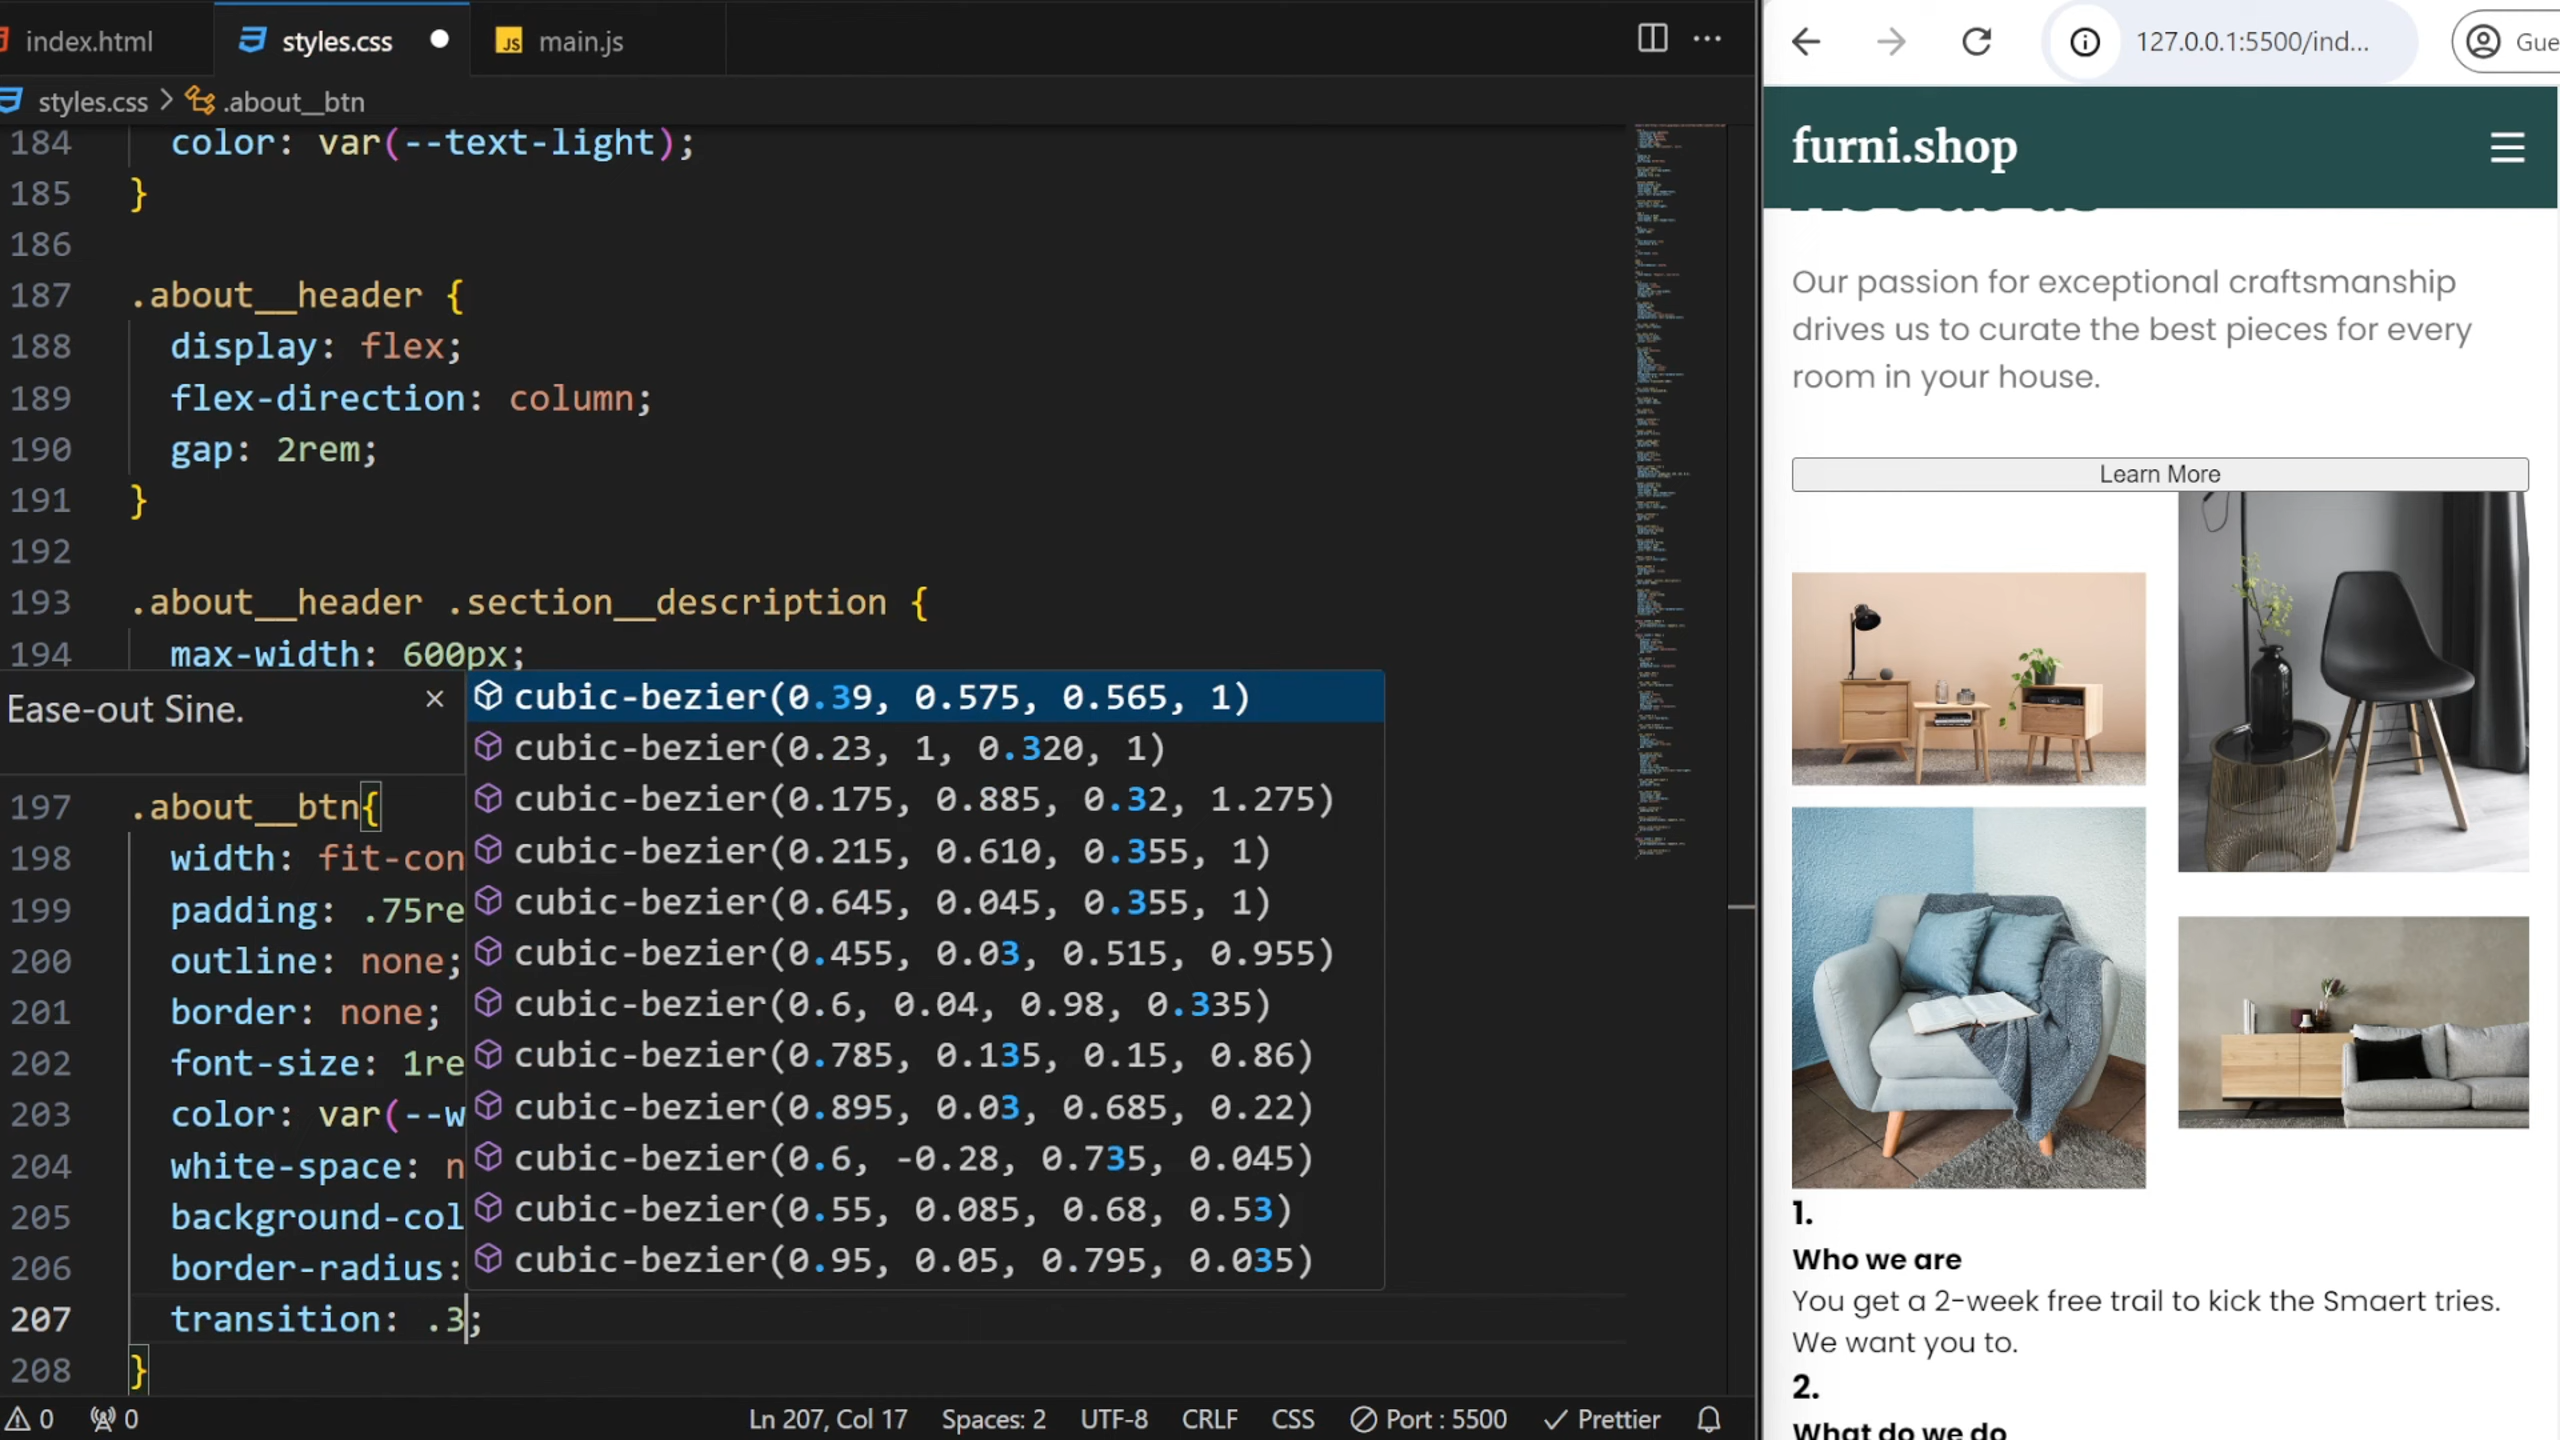 index.html
styles.css
JS main.js
styles.css > .about__btn
184 color: var(--text-light);
185 }
186
187 .about__header {
188 display: flex;
189 flex-direction: column;
190 gap: 2rem;
191 }
192
193 .about__header .section__description {
194 max-width: 600px;
Ease-out Sine.
cubic-bezier(0.39, 0.575, 0.565, 1)
cubic-bezier(0.23, 1, 0.320, 1)
cubic-bezier(0.175, 0.885, 0.32, 1.275)
cubic-bezier(0.215, 0.610, 0.355, 1)
cubic-bezier(0.645, 0.045, 0.355, 1)
cubic-bezier(0.455, 0.03, 0.515, 0.955)
cubic-bezier(0.6, 0.04, 0.98, 0.335)
cubic-bezier(0.785, 0.135, 0.15, 0.86)
cubic-bezier(0.895, 0.03, 0.685, 0.22)
cubic-bezier(0.6, -0.28, 0.735, 0.045)
cubic-bezier(0.55, 0.085, 0.68, 0.53)
cubic-bezier(0.95, 0.05, 0.795, 0.035)
197 .about__btn{
198 width: fit-con
199 padding: .75re
200 outline: none;
201 border: none;
202 font-size: 1re
203 color: var(--w
204 white-space: n
205 background-col
206 border-radius:
207 transition: .3;
208 }
0 0 Ln 207, Col 17 Spaces: 2 UTF-8 CRLF CSS Port : 5500 Prettier
127.0.0.1:5500/ind...
Gue
furni.shop
Our passion for exceptional craftsmanship
drives us to curate the best pieces for every
room in your house.
Learn More
1.
Who we are
You get a 2-week free trail to kick the Smaert tries.
We want you to.
2.
What do we do